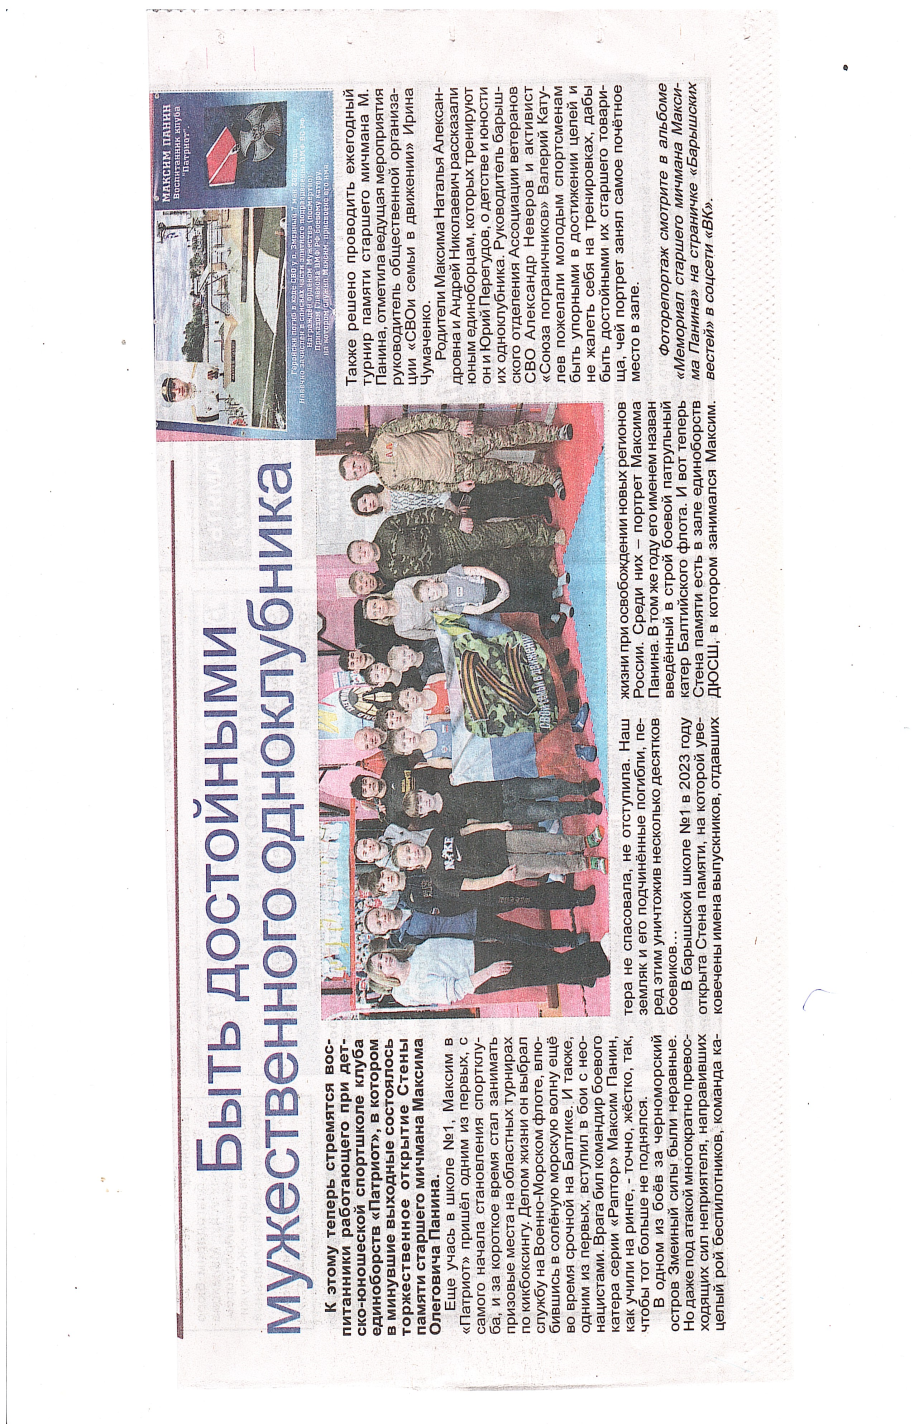 Быть достойными
мужественного одноклубника
МАКСИМ ПАНИН
Воспитанник клуба
"Патриот"
К этому теперь стремятся вос-
питанники работающего при дет-
ско-юношеской спортшколе клуба
единоборств «Патриот», в котором
в минувшие выходные состоялось
торжественное открытие Стены
памяти старшего мичмана Максима
Олеговича Панина.
Еще учась в школе №1, Максим в
«Патриот» пришёл одним из первых, с
самого начала становления спортклу-
ба, и за короткое время стал занимать
призовые места на областных турнирах
по кикбоксингу. Делом жизни он выбрал
службу на Военно-Морском флоте, влю-
бившись в солёную морскую волну ещё
во время срочной на Балтике. И также,
одним из первых, вступил в бои с нео-
нацистами. Врага бил командир боевого
катера серии «Раптор» Максим Панин,
как учили на ринге, - точно, жёстко, так,
чтобы тот больше не поднялся.
В одном из боёв за черноморский
остров Змеиный силы были неравные.
Но даже под атакой многократно превос-
ходящих сил неприятеля, направивших
целый рой беспилотников, команда ка-
тера не спасовала, не отступила. Наш
земляк и его подчинённые погибли, пе-
ред этим уничтожив несколько десятков
боевиков…
В барышской школе №1 в 2023 году
открыта Стена памяти, на которой уве-
ковечены имена выпускников, отдавших
жизни при освобождении новых регионов
России. Среди них – портрет Максима
Панина. В том же году его именем назван
введённый в строй боевой патрульный
катер Балтийского флота. И вот теперь
Стена памяти есть в зале единоборств
ДЮСШ, в котором занимался Максим.
Также решено проводить ежегодный
турнир памяти старшего мичмана М.
Панина, отметила ведущая мероприятия
руководитель общественной организа-
ции «СВОи семьи в движении» Ирина
Чумаченко.
Родители Максима Наталья Алексан-
дровна и Андрей Николаевич рассказали
юным единоборцам, которых тренируют
он и Юрий Перегудов, о детстве и юности
их одноклубника. Руководитель барыш-
ского отделения Ассоциации ветеранов
СВО Александр Неверов и активист
«Союза пограничников» Валерий Кату-
лев пожелали молодым спортсменам
быть упорными в достижении целей и
не жалеть себя на тренировках, дабы
быть достойными их старшего товари-
ща, чей портрет занял самое почётное
место в зале.
Фоторепортаж смотрите в альбоме
«Мемориал старшего мичмана Макси-
ма Панина» на страничке «Барышских
вестей» в соцсети «ВК».